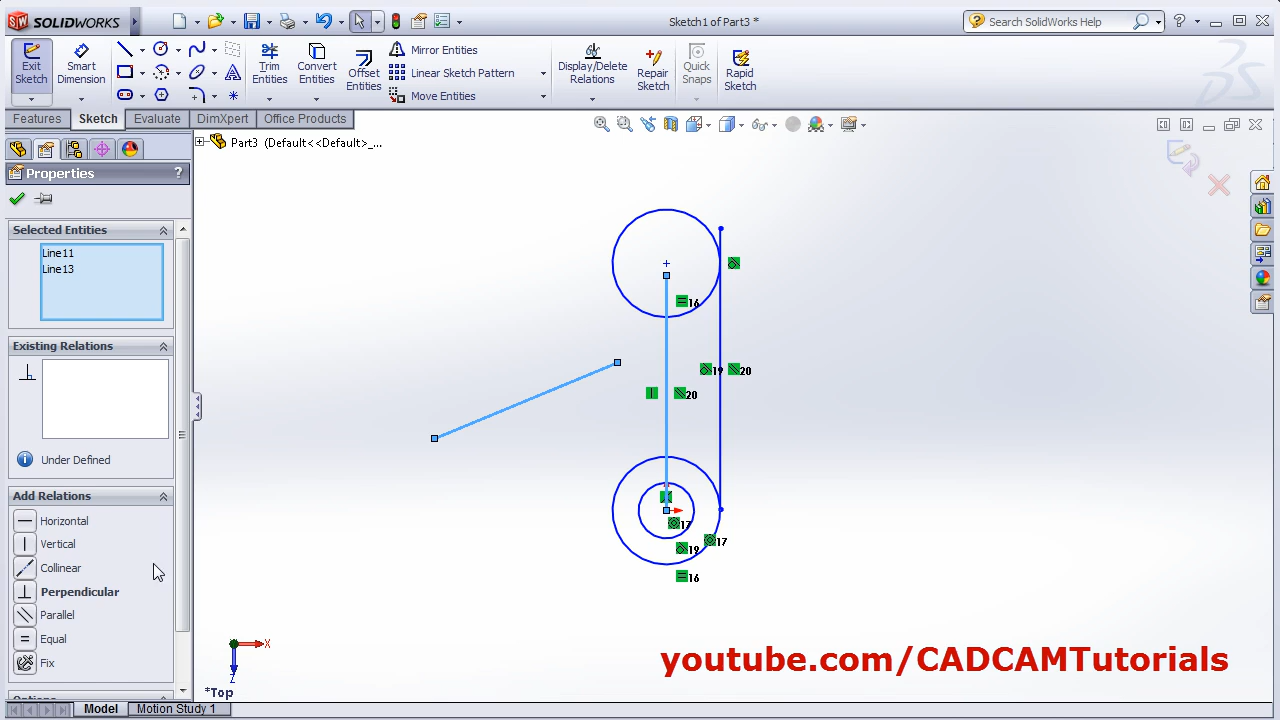 SOLIDWORKS
Sketch1 of Part3 *
Search SolidWorks Help
Exit Sketch
Smart Dimension
Trim Entities
Convert Entities
Offset Entities
Mirror Entities
Linear Sketch Pattern
Move Entities
Display/Delete Relations
Repair Sketch
Quick Snaps
Rapid Sketch
Features
Sketch
Evaluate
DimXpert
Office Products
Part3 (Default<<Default>_...
Properties
?
Selected Entities
Line11
Line13
Existing Relations
Under Defined
Add Relations
Horizontal
Vertical
Collinear
Perpendicular
Parallel
Equal
Fix
Options
16
19
20
20
17
19
17
16
X
Z
*Top
youtube.com/CADCAMTutorials
Model
Motion Study 1